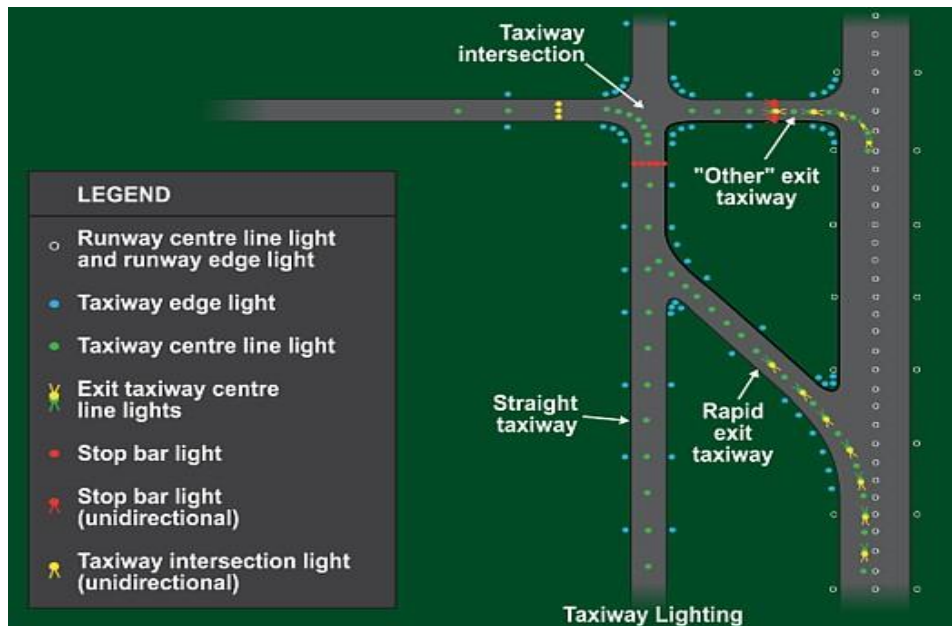 Taxiway
intersection
"Other" exit
taxiway
LEGEND
Runway centre line light
and runway edge light
Taxiway edge light
Taxiway centre line light
Exit taxiway centre
line lights
Stop bar light
Stop bar light
(unidirectional)
Taxiway intersection light
(unidirectional)
Straight
taxiway
Rapid
exit
taxiway
Taxiway Lighting